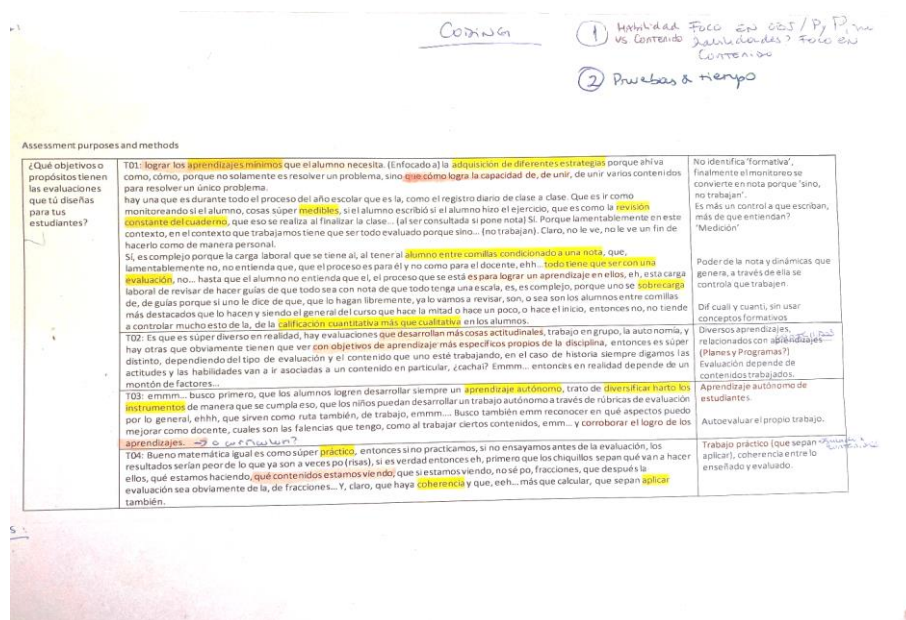 CODING
① Habilidad vs Contenido Foco en OBS/P, P, habilidades? Foco en Contenido
② Pruebas & tiempo
Assessment purposes and methods
¿Qué objetivos o
propósitos tienen
las evaluaciones
que tú diseñas
para tus
estudiantes?
T01: lograr los aprendizajes mínimos que el alumno necesita. (Enfocado a) la adquisición de diferentes estrategias porque ahí va
como, cómo, porque no solamente es resolver un problema, sino que cómo logra la capacidad de, de unir, de unir varios contenidos
para resolver un único problema.
hay una que es durante todo el proceso del año escolar que es la, como el registro diario de clase a clase. Que es ir como
monitoreando si el alumno, cosas súper medibles, si el alumno escribió si el alumno hizo el ejercicio, que es como la revisión
constante del cuaderno, que eso se realiza al finalizar la clase... (al ser consultada si pone nota) Sí. Porque lamentablemente en este
contexto, en el contexto que trabajamos tiene que ser todo evaluado porque sino... (no trabajan). Claro, no le ve, no le ve un fin de
hacerlo como de manera personal.
Sí, es complejo porque la carga laboral que se tiene al, al tener al alumno entre comillas condicionado a una nota, que,
lamentablemente no, no entienda que, que el proceso es para él y no como para el docente, ehh... todo tiene que ser con una
evaluación, no... hasta que el alumno no entienda que el, el proceso que se está es para lograr un aprendizaje en ellos, eh, esta carga
laboral de revisar de hacer guías de que todo sea con nota de que todo tenga una escala, es, es complejo, porque uno se sobrecarga
de, de guías porque si uno le dice de que, que lo hagan libremente, ya lo vamos a revisar, son, o sea son los alumnos entre comillas
más destacados que lo hacen y siendo el general del curso que hace la mitad o hace un poco, o hace el inicio, entonces no, no tiende
a controlar mucho esto de la, de la calificación cuantitativa más que cualitativa en los alumnos.
No identifica 'formativa',
finalmente el monitoreo se
convierte en nota porque 'sino,
no trabajan'.
Es más un control a que escriban,
más de que entiendan?
'Medición'
Poder de la nota y dinámicas que
genera, a través de ella se
controla que trabajen.
Dif cuali y cuanti, sin usar
conceptos formativos
T02: Es que es súper diverso en realidad, hay evaluaciones que desarrollan más cosas actitudinales, trabajo en grupo, la autonomía, y
hay otras que obviamente tienen que ver con objetivos de aprendizaje más específicos propios de la disciplina, entonces es súper
distinto, dependiendo del tipo de evaluación y el contenido que uno esté trabajando, en el caso de historia siempre digamos las
actitudes y las habilidades van a ir asociadas a un contenido en particular, ¿cachai? Emmm... entonces en realidad depende de un
montón de factores...
Diversos aprendizajes,
relacionados con aprendizajes
(Planes y Programas?)
Evaluación depende de
contenidos trabajados.
T03: emmm... busco primero, que los alumnos logren desarrollar siempre un aprendizaje autónomo, trato de diversificar harto los
instrumentos de manera que se cumpla eso, que los niños puedan desarrollar un trabajo autónomo a través de rúbricas de evaluación
por lo general, ehhh, que sirven como ruta también, de trabajo, emmm.... Busco también emm reconocer en qué aspectos puedo
mejorar como docente, cuales son las falencias que tengo, como al trabajar ciertos contenidos, emm... y corroborar el logro de los
aprendizajes. → o curriculum?
Aprendizaje autónomo de
estudiantes.
Autoevaluar el propio trabajo.
T04: Bueno matemática igual es como súper práctico, entonces si no practicamos, si no ensayamos antes de la evaluación, los
resultados serían peor de lo que ya son a veces po (risas), si es verdad entonces eh, primero que los chiquillos sepan qué van a hacer
ellos, qué estamos haciendo, qué contenidos estamos viendo, que si estamos viendo, no sé po, fracciones, que después la
evaluación sea obviamente de la, de fracciones... Y, claro, que haya coherencia y que, eeh... más que calcular, que sepan aplicar
también.
Trabajo práctico (que sepan
aplicar), coherencia entre lo
enseñado y evaluado.